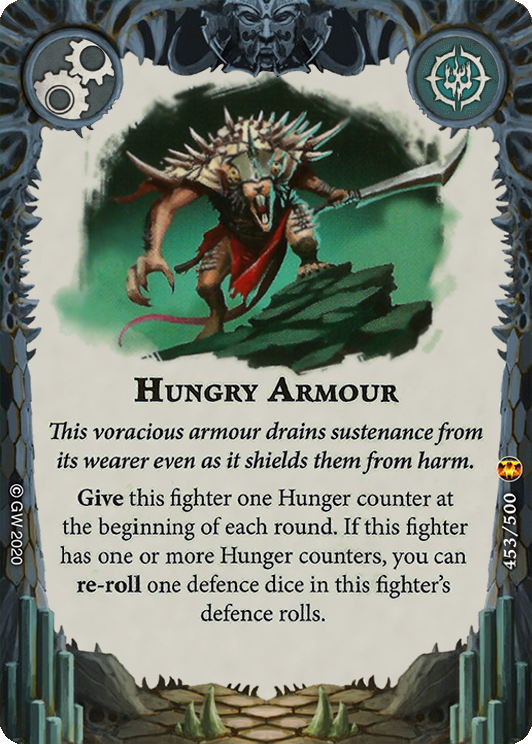 Hungry Armour
This voracious armour drains sustenance from
its wearer even as it shields them from harm.
Give this fighter one Hunger counter at
the beginning of each round. If this fighter
has one or more Hunger counters, you can
re-roll one defence dice in this fighter's
defence rolls.
© GW 2020
453/500